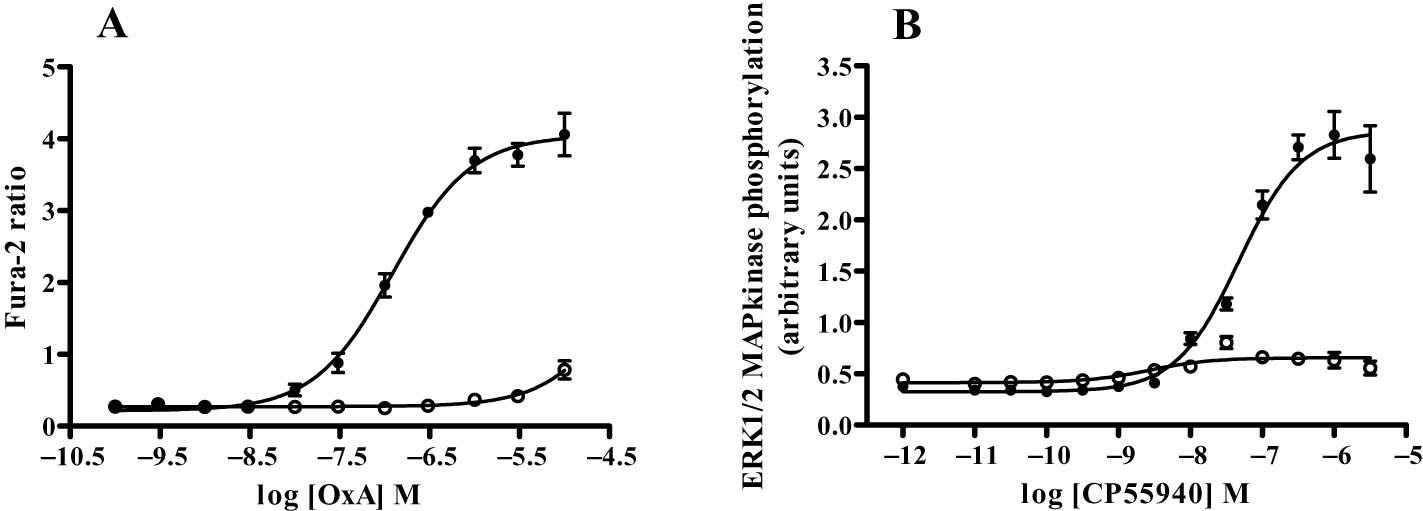 A
5
4
3
2
1
0
Fura-2 ratio
−10.5 −9.5 −8.5 −7.5 −6.5 −5.5 −4.5
log [OxA] M
B
3.5
3.0
2.5
2.0
1.5
1.0
0.5
0.0
ERK1/2 MAPkinase phosphorylation
(arbitrary units)
−12 −11 −10 −9 −8 −7 −6 −5
log [CP55940] M